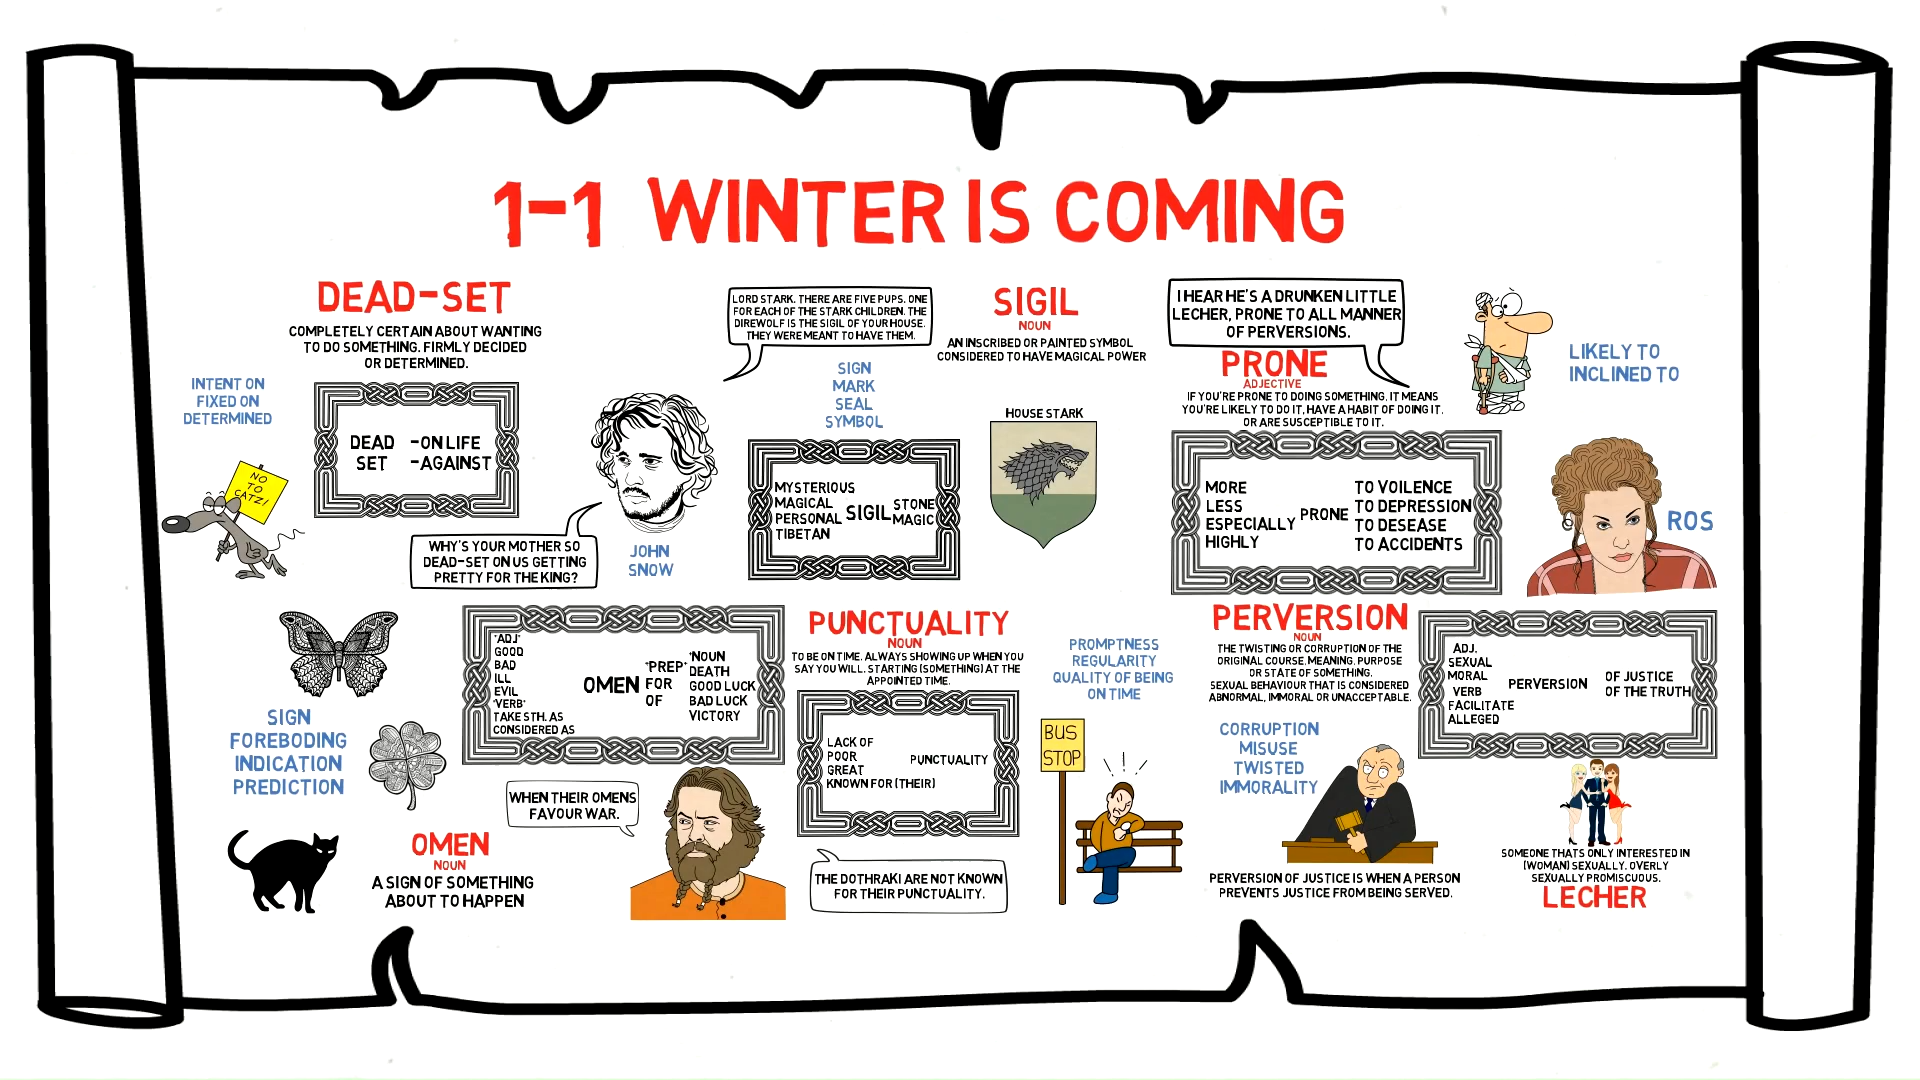 1-1 WINTER IS COMING
DEAD-SET
COMPLETELY CERTAIN ABOUT WANTING
TO DO SOMETHING. FIRMLY DECIDED
OR DETERMINED.
INTENT ON
FIXED ON
DETERMINED
DEAD -ON LIFE
SET -AGAINST
NO
TO
CATZ!
WHY'S YOUR MOTHER SO
DEAD-SET ON US GETTING
PRETTY FOR THE KING?
JOHN
SNOW
LORD STARK. THERE ARE FIVE PUPS. ONE
FOR EACH OF THE STARK CHILDREN. THE
DIREWOLF IS THE SIGIL OF YOUR HOUSE.
THEY WERE MEANT TO HAVE THEM.
SIGIL
NOUN
AN INSCRIBED OR PAINTED SYMBOL
CONSIDERED TO HAVE MAGICAL POWER
SIGN
MARK
SEAL
SYMBOL
MYSTERIOUS
MAGICAL
PERSONAL
TIBETAN
SIGIL
STONE
MAGIC
HOUSE STARK
I HEAR HE'S A DRUNKEN LITTLE
LECHER, PRONE TO ALL MANNER
OF PERVERSIONS.
PRONE
ADJECTIVE
IF YOU'RE PRONE TO DOING SOMETHING, IT MEANS
YOU'RE LIKELY TO DO IT, HAVE A HABIT OF DOING IT.
OR ARE SUSCEPTIBLE TO IT.
LIKELY TO
INCLINED TO
MORE
LESS
ESPECIALLY
HIGHLY
PRONE
TO VOILENCE
TO DEPRESSION
TO DESEASE
TO ACCIDENTS
ROS
SIGN
FOREBODING
INDICATION
PREDICTION
"ADJ"
GOOD
BAD
ILL
EVIL
"VERB"
TAKE STH. AS
CONSIDERED AS
OMEN
"PREP"
FOR
OF
"NOUN
DEATH
GOOD LUCK
BAD LUCK
VICTORY
WHEN THEIR OMENS
FAVOUR WAR.
OMEN
NOUN
A SIGN OF SOMETHING
ABOUT TO HAPPEN
PUNCTUALITY
NOUN
TO BE ON TIME. ALWAYS SHOWING UP WHEN YOU
SAY YOU WILL. STARTING (SOMETHING) AT THE
APPOINTED TIME.
LACK OF
POOR
GREAT
KNOWN FOR (THEIR)
PUNCTUALITY
THE DOTHRAKI ARE NOT KNOWN
FOR THEIR PUNCTUALITY.
PROMPTNESS
REGULARITY
QUALITY OF BEING
ON TIME
BUS
STOP
PERVERSION
NOUN
THE TWISTING OR CORRUPTION OF THE
ORIGINAL COURSE, MEANING, PURPOSE
OR STATE OF SOMETHING.
SEXUAL BEHAVIOUR THAT IS CONSIDERED
ABNORMAL, IMMORAL OR UNACCEPTABLE.
CORRUPTION
MISUSE
TWISTED
IMMORALITY
ADJ.
SEXUAL
MORAL
VERB
FACILITATE
ALLEGED
PERVERSION
OF JUSTICE
OF THE TRUTH
PERVERSION OF JUSTICE IS WHEN A PERSON
PREVENTS JUSTICE FROM BEING SERVED.
SOMEONE THATS ONLY INTERESTED IN
(WOMAN) SEXUALLY. OVERLY
SEXUALLY PROMISCUOUS.
LECHER